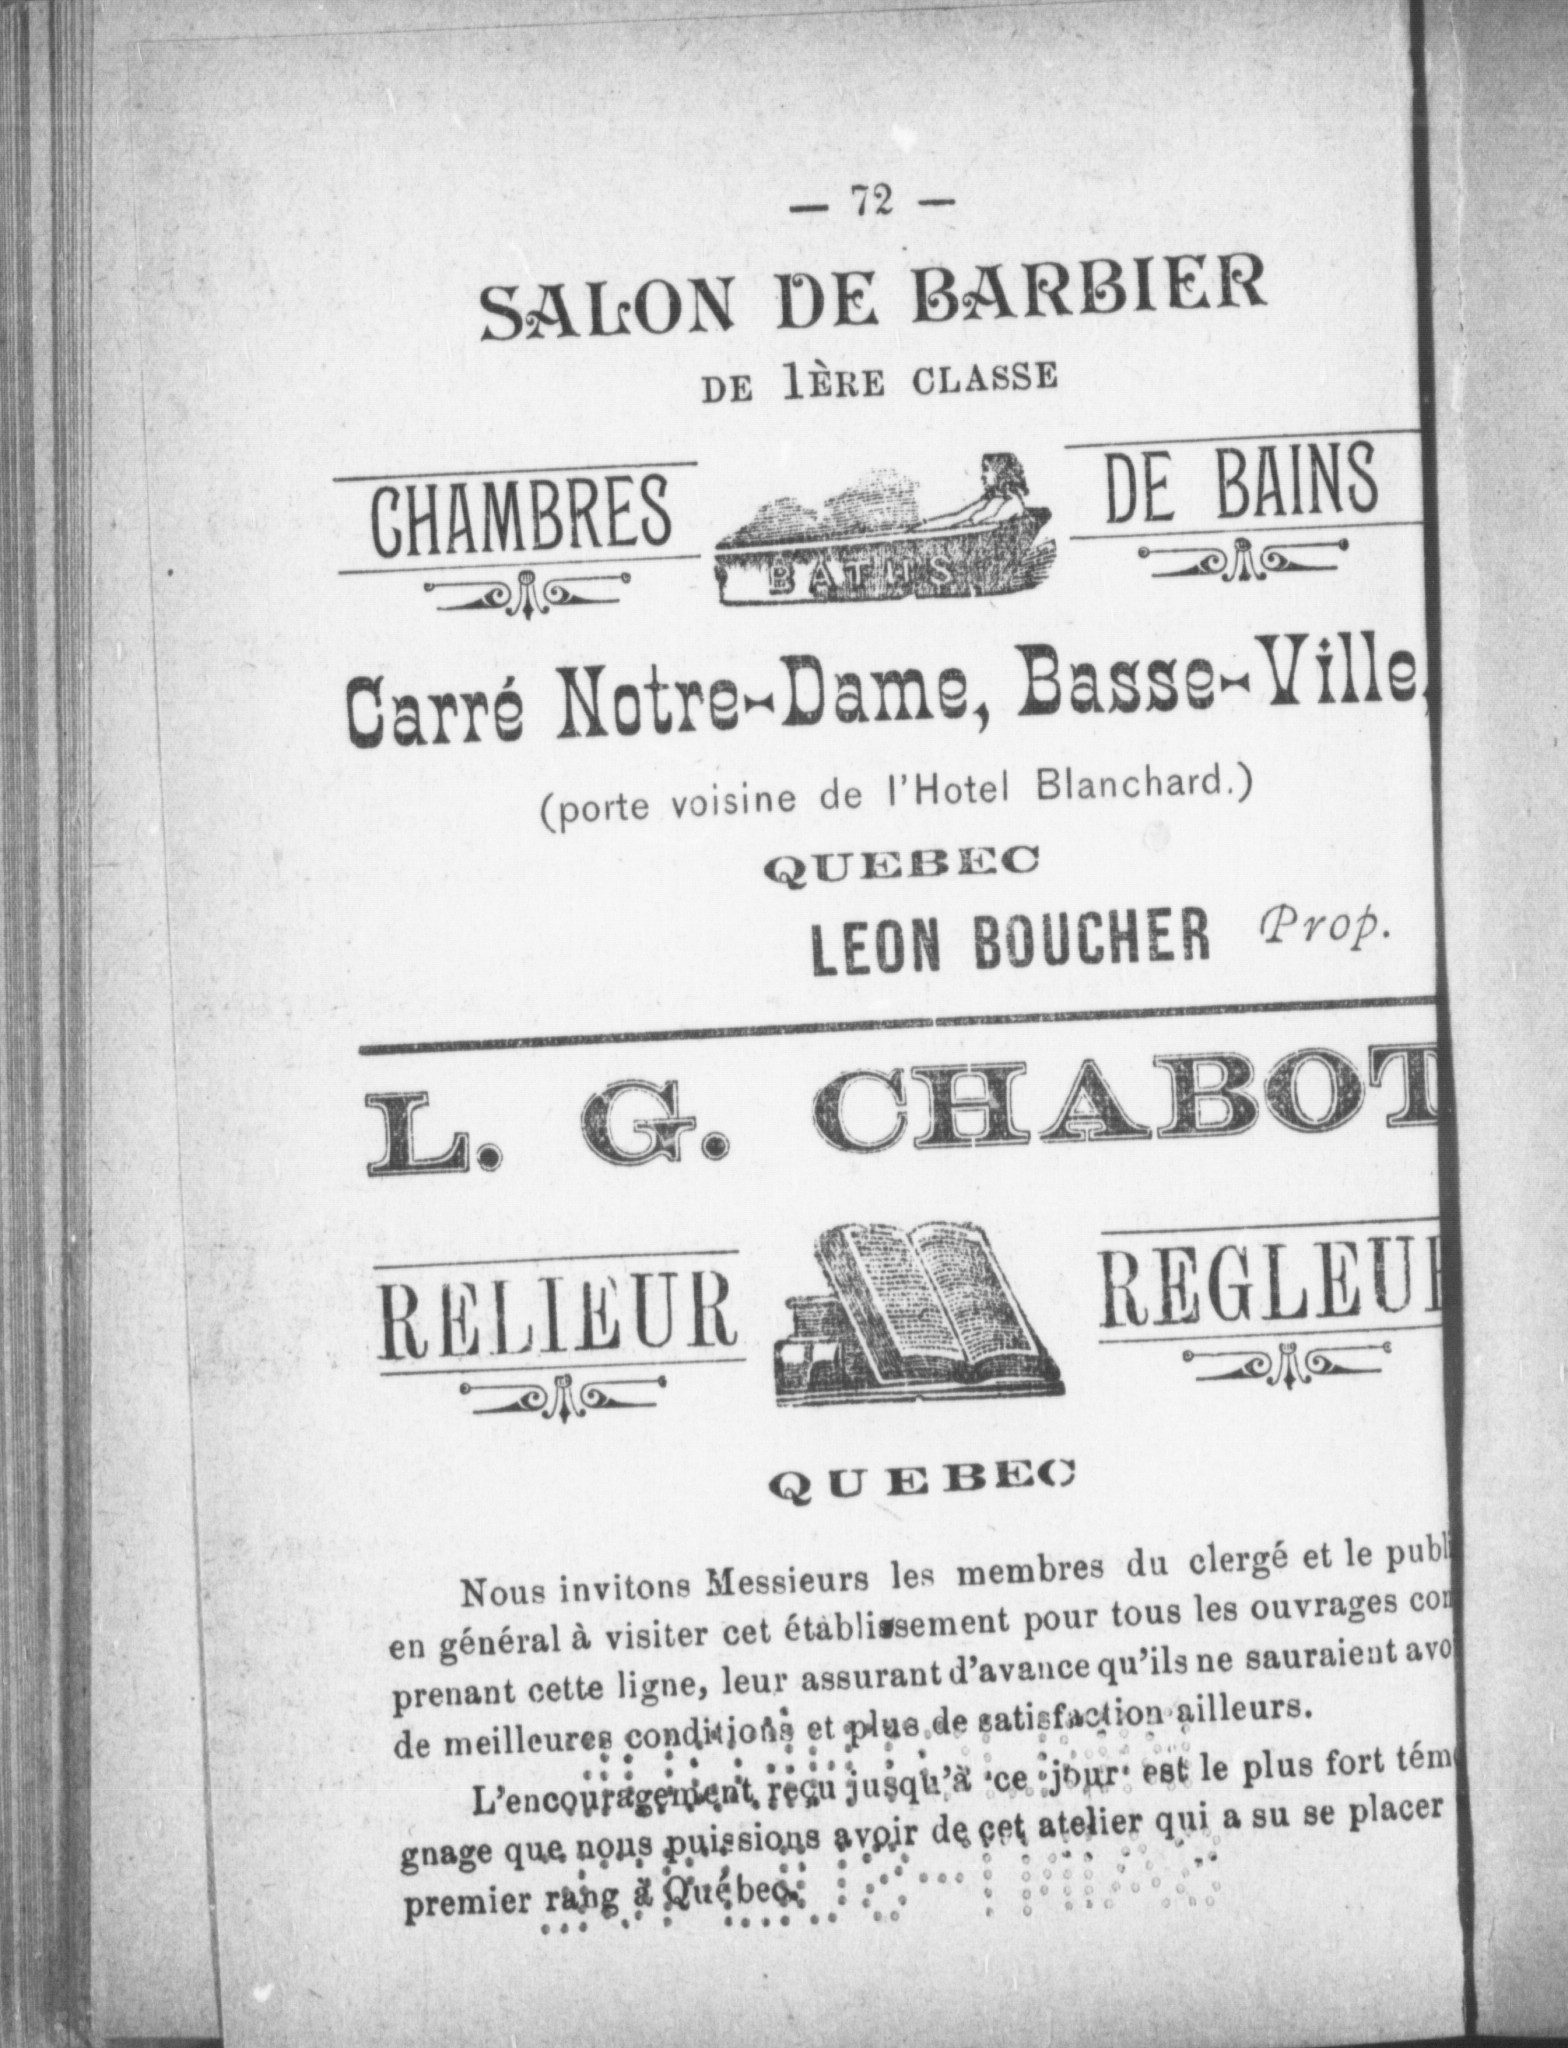 — 72 —
SALON DE BARBIER
DE 1ÈRE CLASSE
CHAMBRES DE BAINS
BATHS
Carré Notre-Dame, Basse-Ville,
(porte voisine de l'Hotel Blanchard.)
QUEBEC
LEON BOUCHER Prop.
L. G. CHABOT
RELIEUR REGLEUR
QUEBEC
Nous invitons Messieurs les membres du clergé et le publi
en général à visiter cet établissement pour tous les ouvrages com
prenant cette ligne, leur assurant d'avance qu'ils ne sauraient avo
de meilleures conditions et plus de satisfaction ailleurs.
L'encouragement reçu jusqu'à ce jour est le plus fort tém
gnage que nous puissions avoir de cet atelier qui a su se placer
premier rang à Québec.